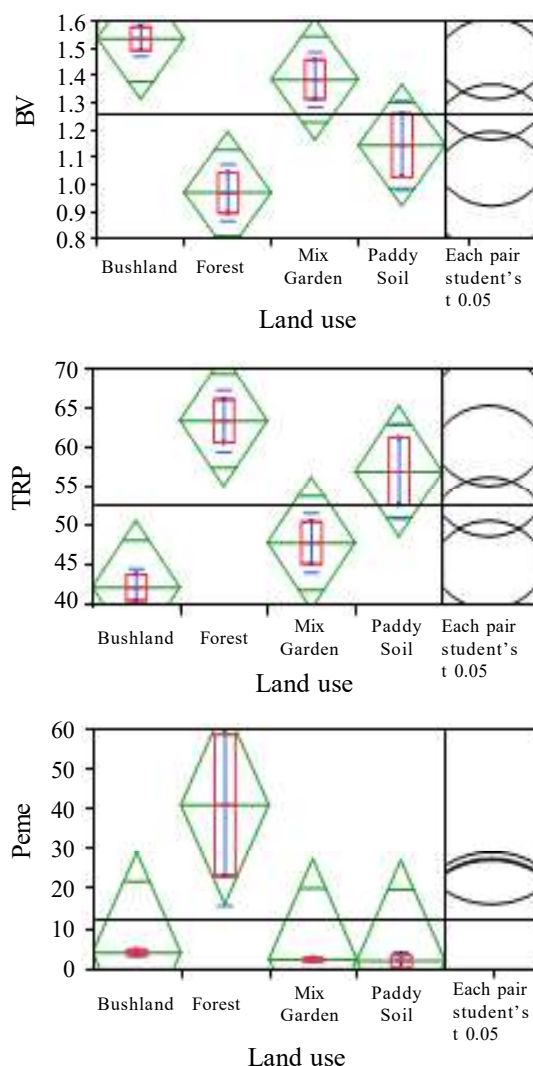 BV
1.6
1.5
1.4
1.3
1.2
1.1
1.0
0.9
0.8
Bushland
Forest
Mix
Garden
Paddy
Soil
Each pair
student's
t 0.05
Land use
TRP
70
65
60
55
50
45
40
Bushland
Forest
Mix
Garden
Paddy
Soil
Each pair
student's
t 0.05
Land use
Peme
60
50
40
30
20
10
0
Bushland
Forest
Mix
Garden
Paddy
Soil
Each pair
student's
t 0.05
Land use